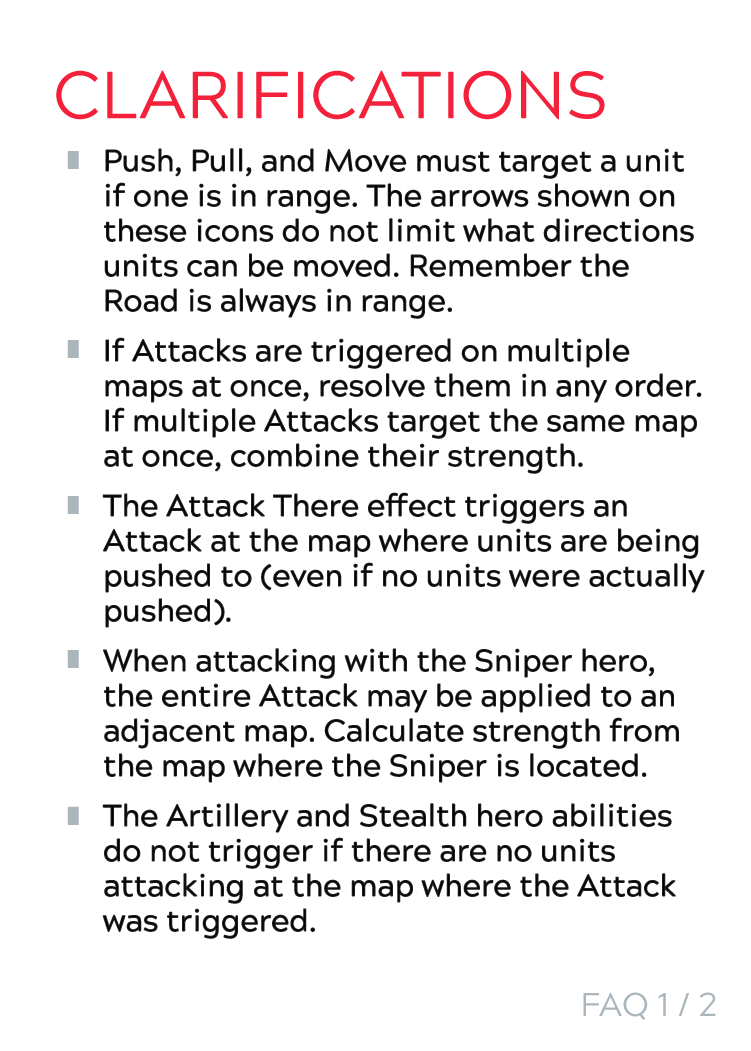 CLARIFICATIONS
Push, Pull, and Move must target a unit
if one is in range. The arrows shown on
these icons do not limit what directions
units can be moved. Remember the
Road is always in range.
If Attacks are triggered on multiple
maps at once, resolve them in any order.
If multiple Attacks target the same map
at once, combine their strength.
The Attack There effect triggers an
Attack at the map where units are being
pushed to (even if no units were actually
pushed).
When attacking with the Sniper hero,
the entire Attack may be applied to an
adjacent map. Calculate strength from
the map where the Sniper is located.
The Artillery and Stealth hero abilities
do not trigger if there are no units
attacking at the map where the Attack
was triggered.
FAQ 1 / 2